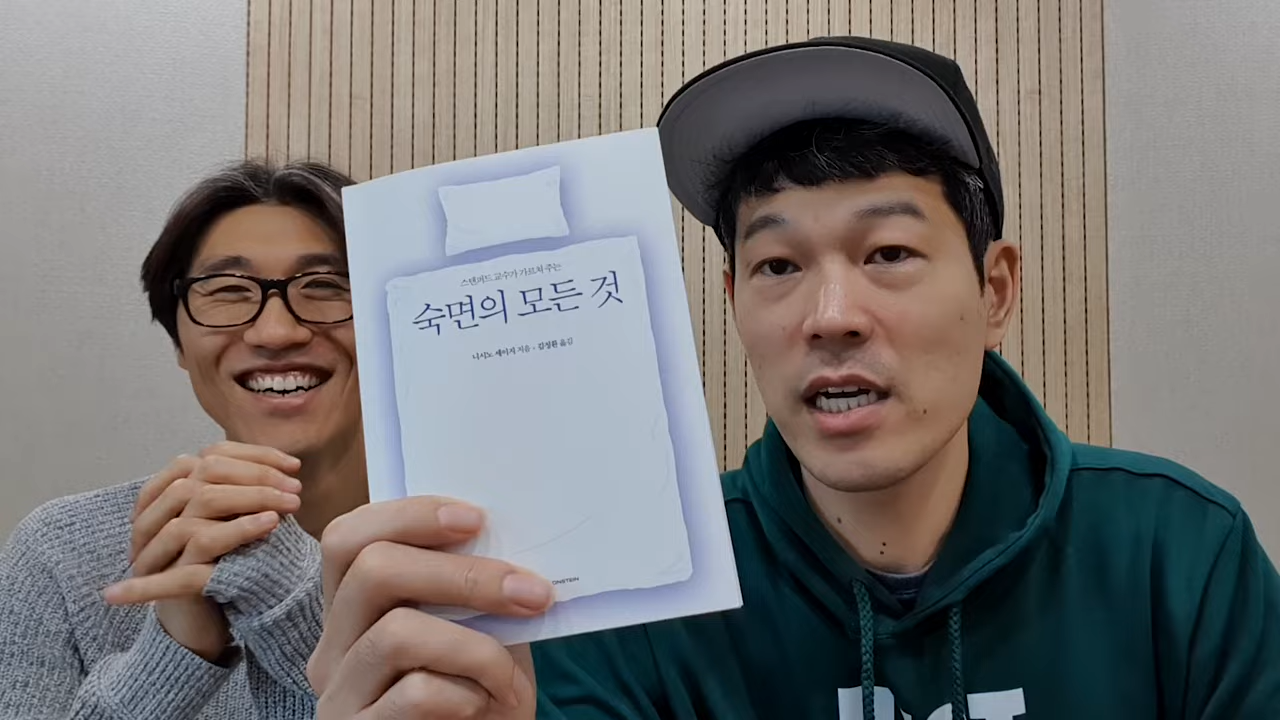 스탠퍼드 교수가 가르쳐 주는
숙면의 모든 것
니시노 세이지 지음 · 김정환 옮김
ONSTEIN